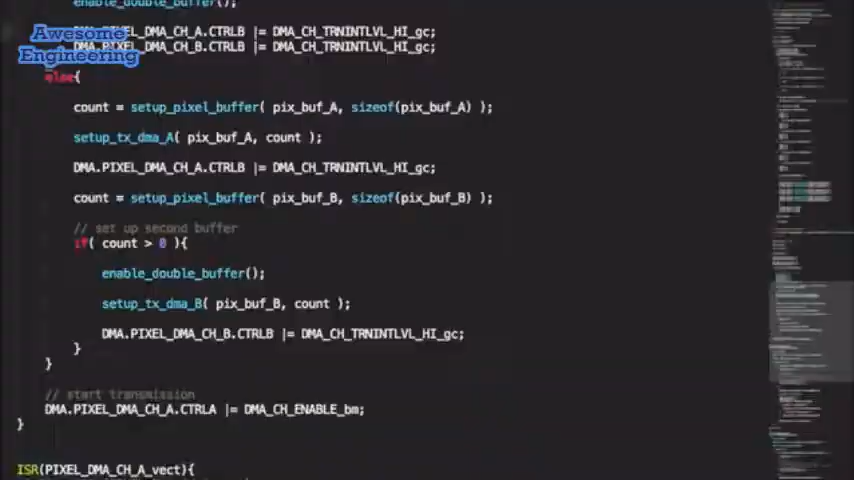 enable_double_buffer();
Awesome
Engineering
DMA.PIXEL_DMA_CH_A.CTRLB |= DMA_CH_TRNINTLVL_HI_gc;
DMA.PIXEL_DMA_CH_B.CTRLB |= DMA_CH_TRNINTLVL_HI_gc;
else{
count = setup_pixel_buffer( pix_buf_A, sizeof(pix_buf_A) );
setup_tx_dma_A( pix_buf_A, count );
DMA.PIXEL_DMA_CH_A.CTRLB |= DMA_CH_TRNINTLVL_HI_gc;
count = setup_pixel_buffer( pix_buf_B, sizeof(pix_buf_B) );
// set up second buffer
if( count > 0 ){
enable_double_buffer();
setup_tx_dma_B( pix_buf_B, count );
DMA.PIXEL_DMA_CH_B.CTRLB |= DMA_CH_TRNINTLVL_HI_gc;
}
}
// start transmission
DMA.PIXEL_DMA_CH_A.CTRLA |= DMA_CH_ENABLE_bm;
}
ISR(PIXEL_DMA_CH_A_vect){